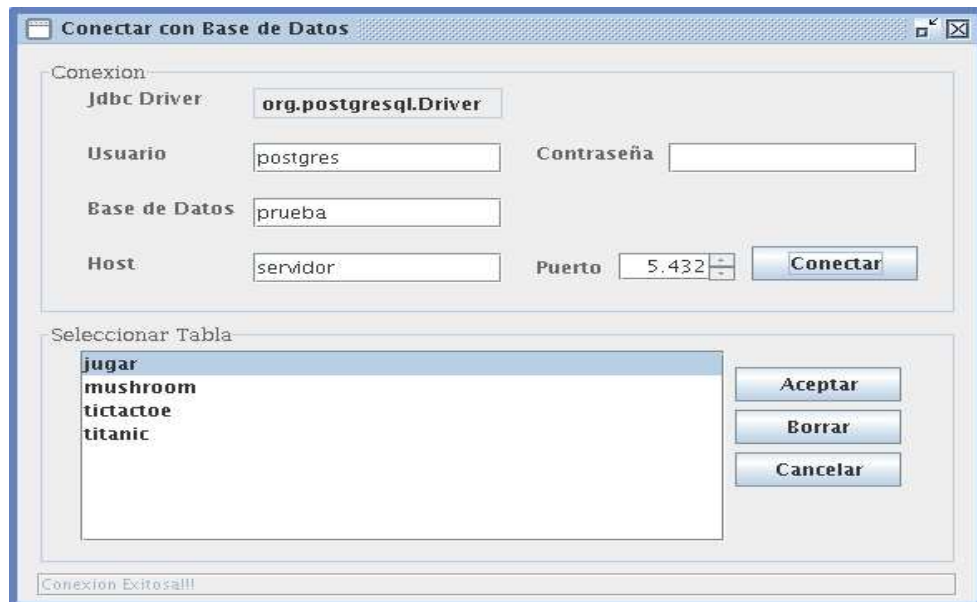 Conectar con Base de Datos
Conexion
Jdbc Driver org.postgresql.Driver
Usuario postgres Contraseña
Base de Datos prueba
Host servidor Puerto 5.432 Conectar
Seleccionar Tabla
jugar
mushroom
tictactoe
titanic
Aceptar
Borrar
Cancelar
Conexion Exitosa!!!